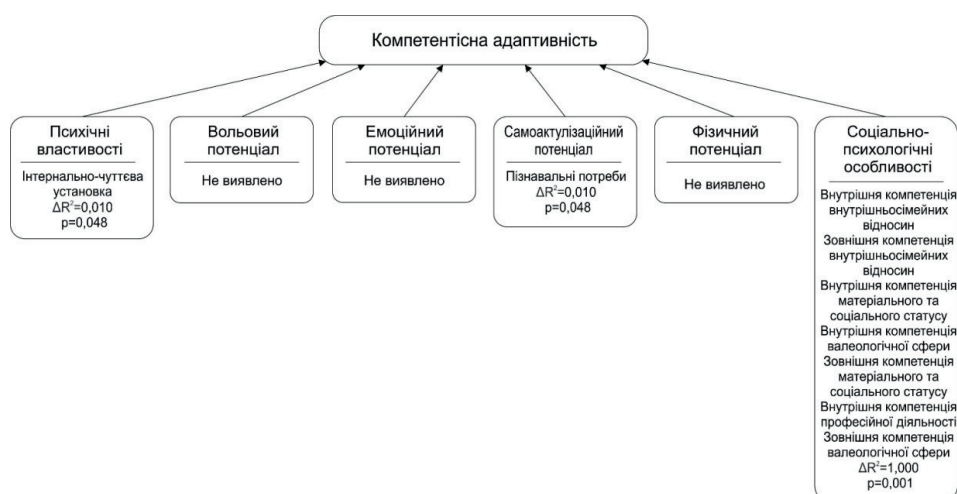 Компетентісна адаптивність
Психічні
властивості
Інтернально-чуттєва
установка
ΔR²=0,010
p=0,048
Вольовий
потенціал
Не виявлено
Емоційний
потенціал
Не виявлено
Самоактулізаційний
потенціал
Пізнавальні потреби
ΔR²=0,010
p=0,048
Фізичний
потенціал
Не виявлено
Соціально-
психологічні
особливості
Внутрішня компетенція
внутрішньосімейних
відносин
Зовнішня компетенція
внутрішньосімейних
відносин
Внутрішня компетенція
матеріального та
соціального статусу
Внутрішня компетенція
валеологічної сфери
Зовнішня компетенція
матеріального та
соціального статусу
Внутрішня компетенція
професійної діяльності
Зовнішня компетенція
валеологічної сфери
ΔR²=1,000
p=0,001